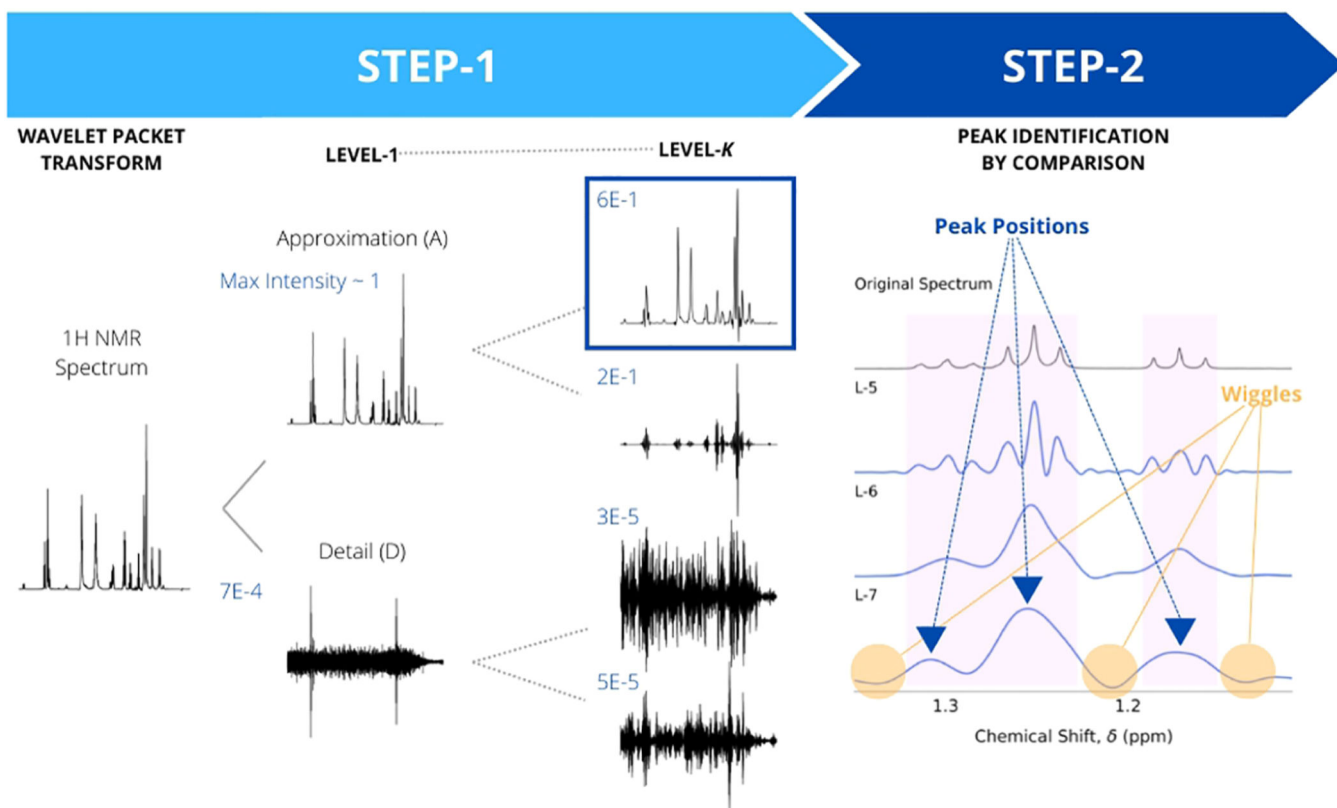 STEP-1
STEP-2
WAVELET PACKET
TRANSFORM
LEVEL-1
LEVEL-K
PEAK IDENTIFICATION
BY COMPARISON
1H NMR
Spectrum
Approximation (A)
Max Intensity ~ 1
Detail (D)
7E-4
6E-1
2E-1
3E-5
5E-5
Peak Positions
Original Spectrum
L-5
Wiggles
L-6
L-7
1.3
1.2
Chemical Shift, δ (ppm)